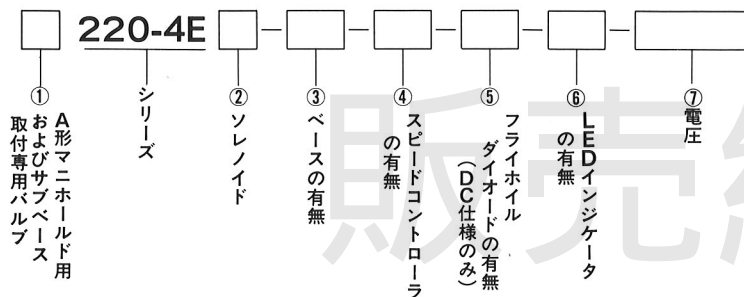 220-4E
①
A形マニホールド用
およびサブベース
取付専用バルブ
シリーズ
②
ソレノイド
③
ベースの有無
④
スピードコントローラ
の有無
⑤
フライホイル
ダイオードの有無
(DC仕様のみ)
⑥
LEDインジケータ
の有無
⑦
電圧
販売